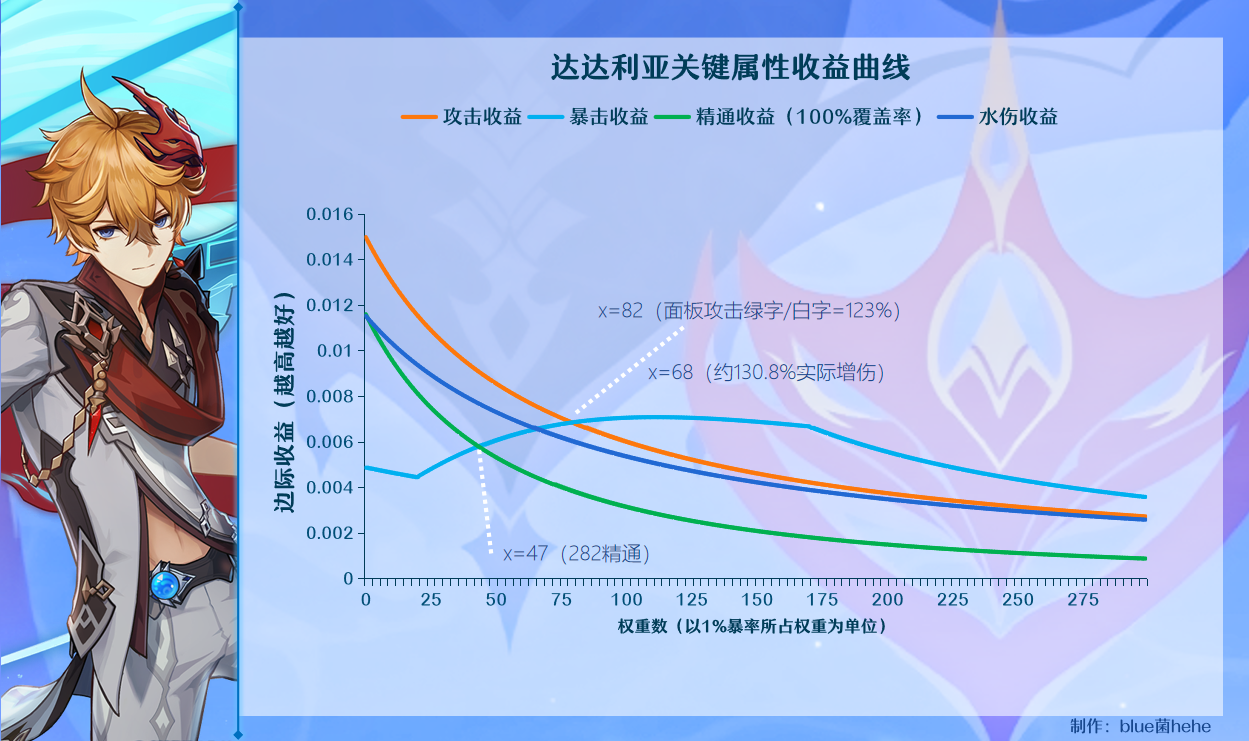 达达利亚关键属性收益曲线
攻击收益 暴击收益 精通收益（100%覆盖率） 水伤收益
0.016
0.014
0.012
0.01
0.008
0.006
0.004
0.002
0
边际收益（越高越好）
x=82（面板攻击绿字/白字=123%）
x=68（约130.8%实际增伤）
x=47（282精通）
0 25 50 75 100 125 150 175 200 225 250 275
权重数（以1%暴率所占权重为单位）
制作：blue菌hehe